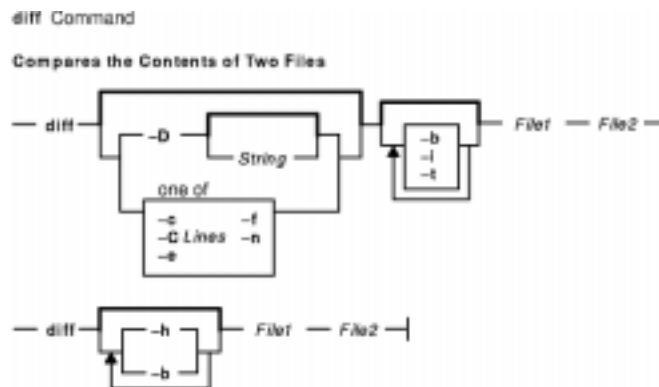 diff Command
Compares the Contents of Two Files
diff
-D
String
one of
-c -f
-C Lines -n
-e
-b
-l
-t
File1
File2
diff
-h
-b
File1
File2